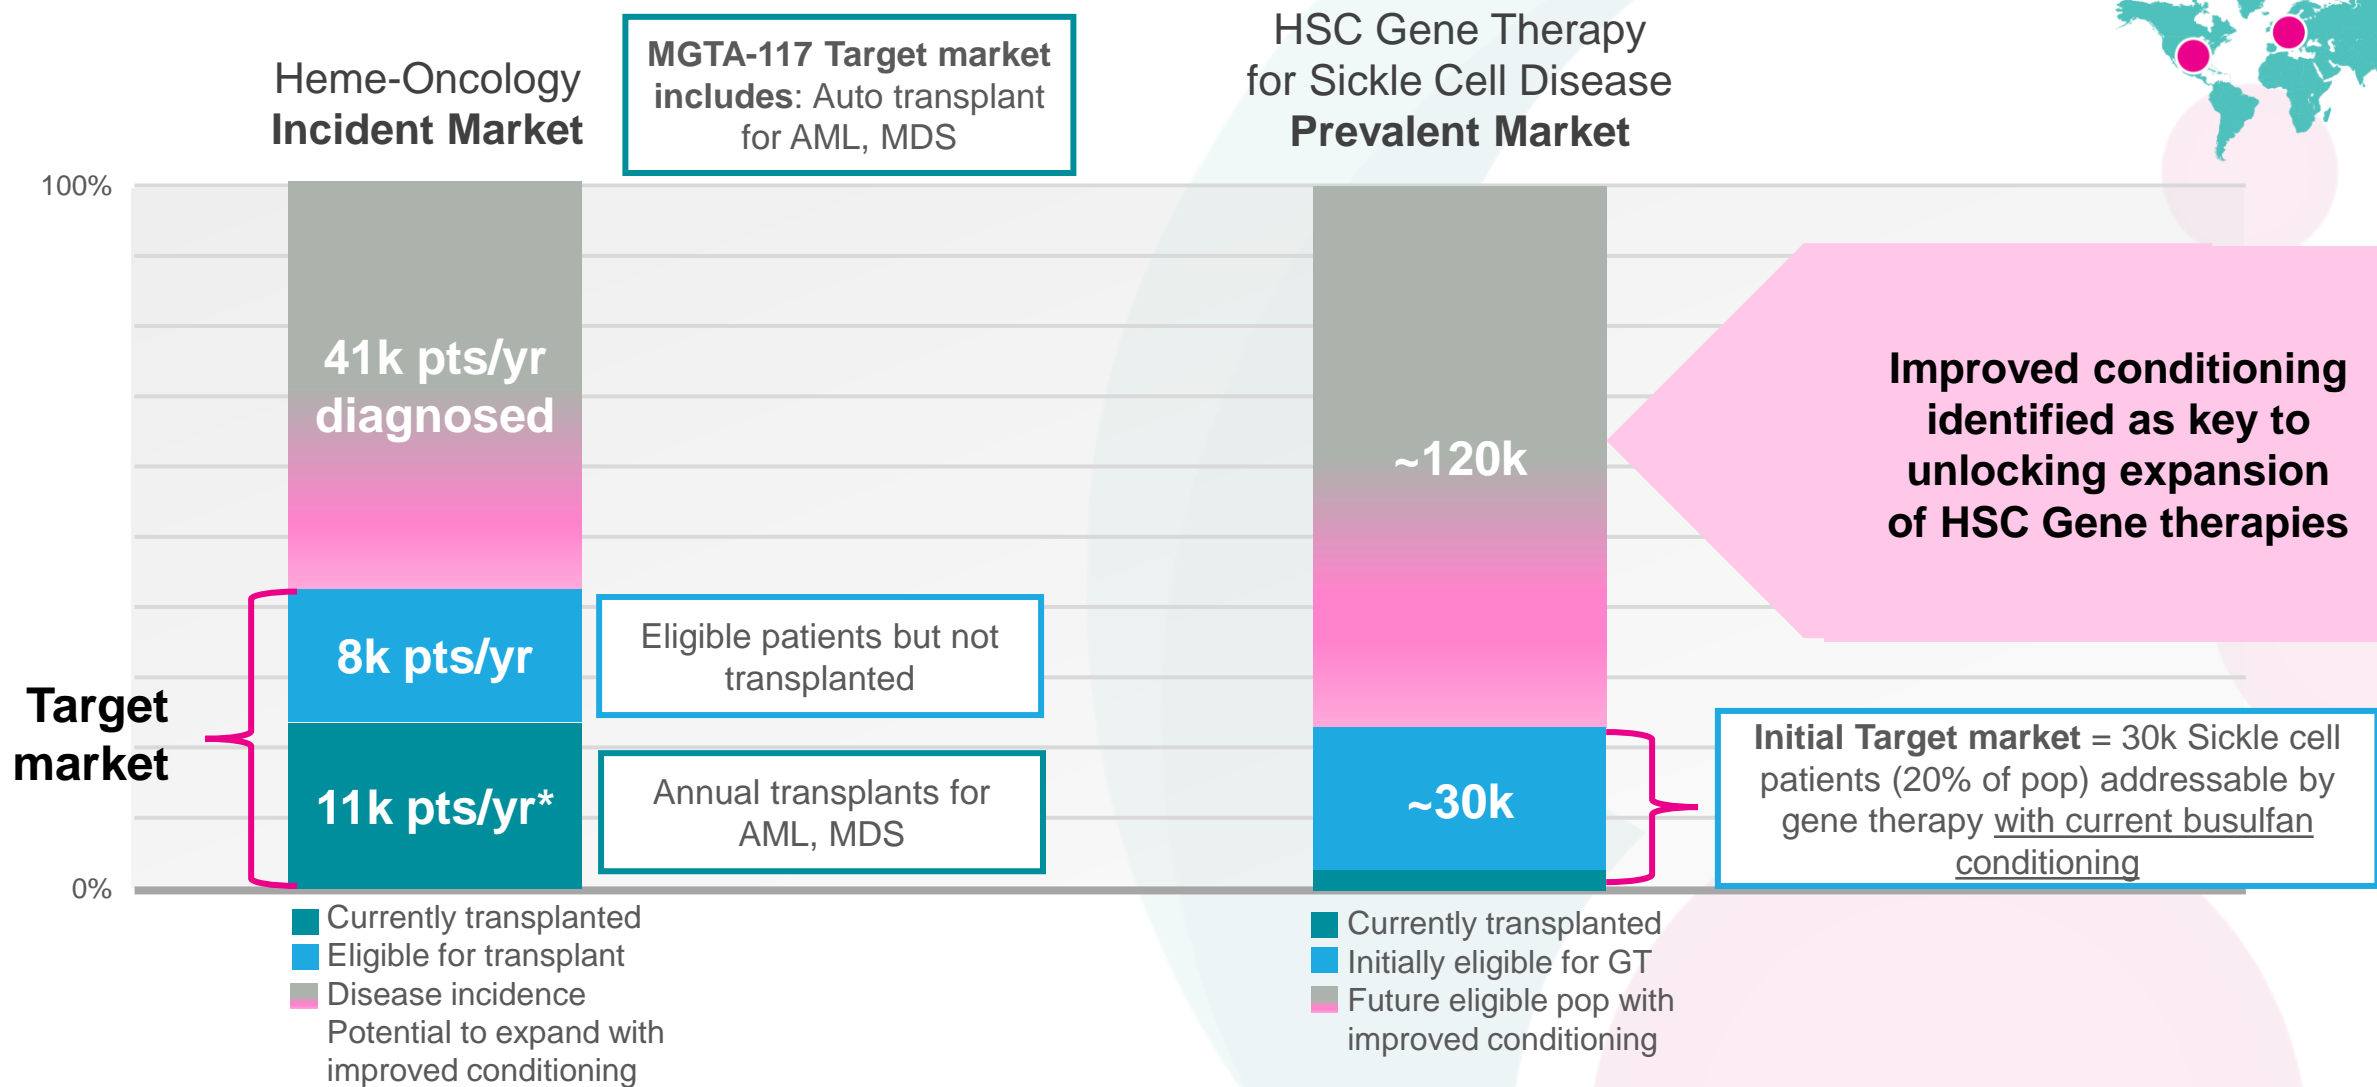 Heme-Oncology
Incident Market
MGTA-117 Target market
includes: Auto transplant
for AML, MDS
HSC Gene Therapy
for Sickle Cell Disease
Prevalent Market
100%
41k pts/yr
diagnosed
~120k
Improved conditioning
identified as key to
unlocking expansion
of HSC Gene therapies
8k pts/yr
Eligible patients but not
transplanted
Target
market
11k pts/yr*
Annual transplants for
AML, MDS
~30k
Initial Target market = 30k Sickle cell
patients (20% of pop) addressable by
gene therapy with current busulfan
conditioning
0%
Currently transplanted
Eligible for transplant
Disease incidence
Potential to expand with
improved conditioning
Currently transplanted
Initially eligible for GT
Future eligible pop with
improved conditioning